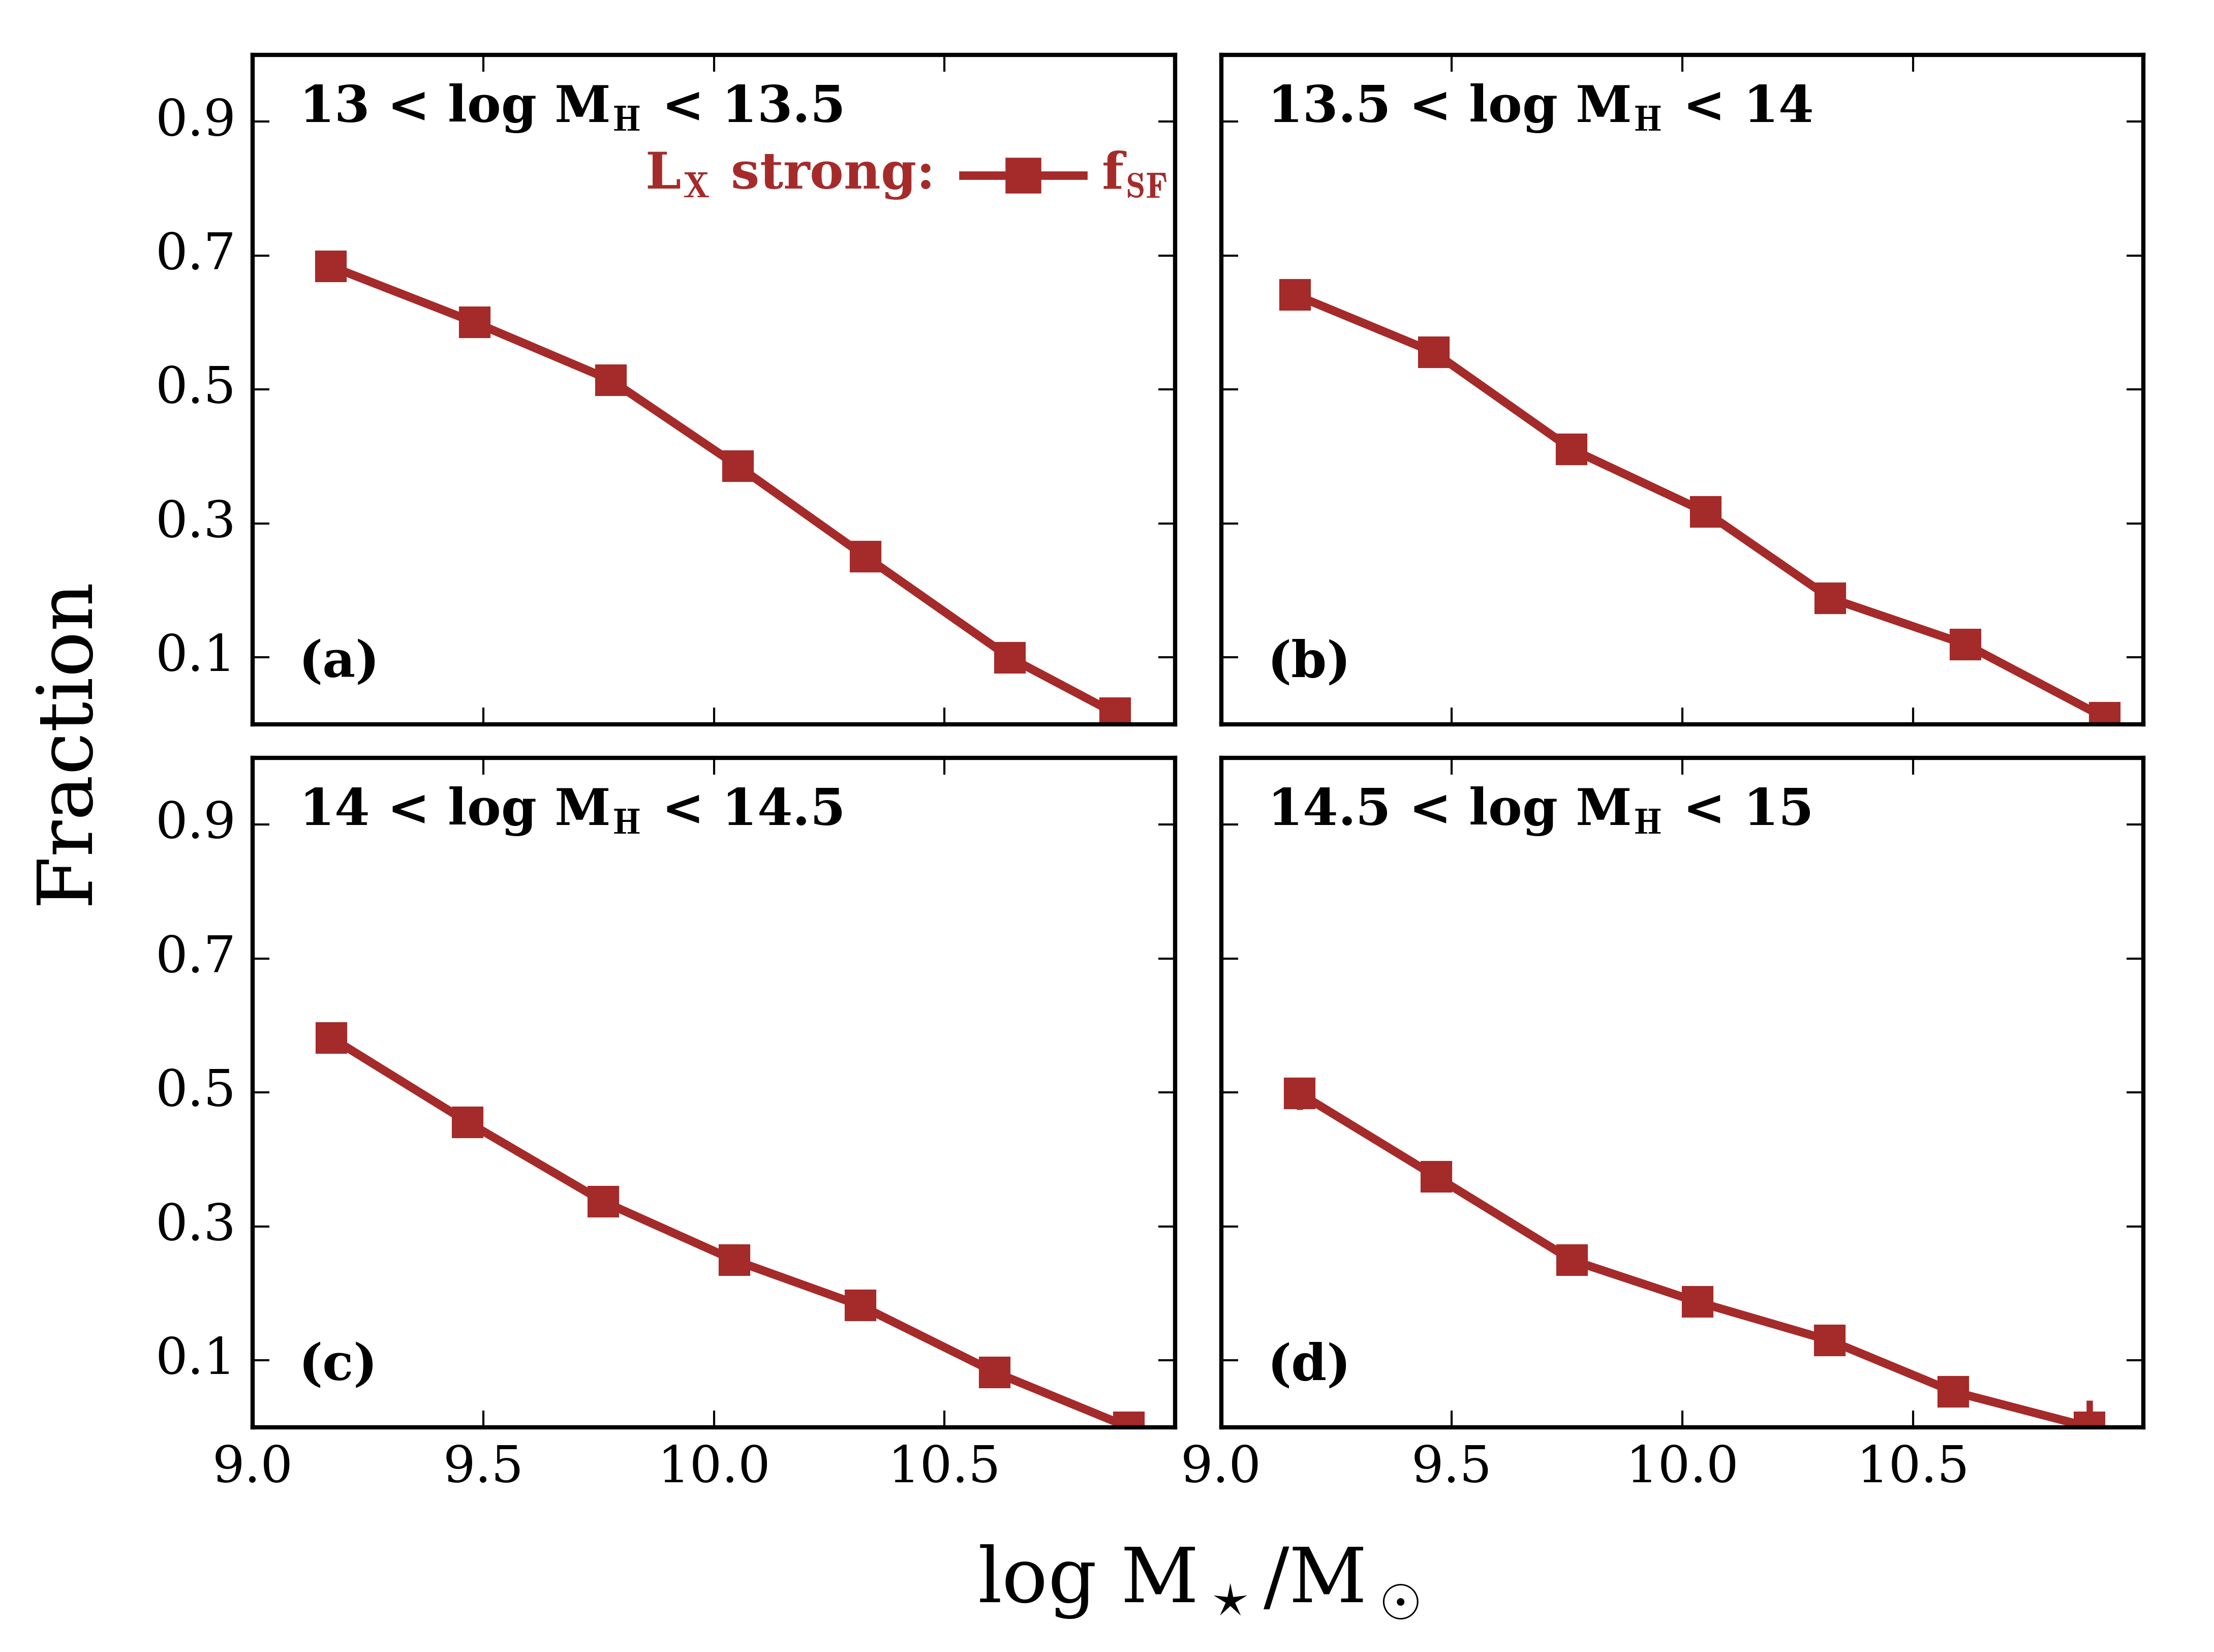 13 < log M_H < 13.5
L_X strong: f_SF
0.9
0.7
0.5
0.3
0.1
(a)
13.5 < log M_H < 14
(b)
Fraction
14 < log M_H < 14.5
0.9
0.7
0.5
0.3
0.1
(c)
9.0 9.5 10.0 10.5
14.5 < log M_H < 15
(d)
9.0 9.5 10.0 10.5
log M_⋆/M_⊙